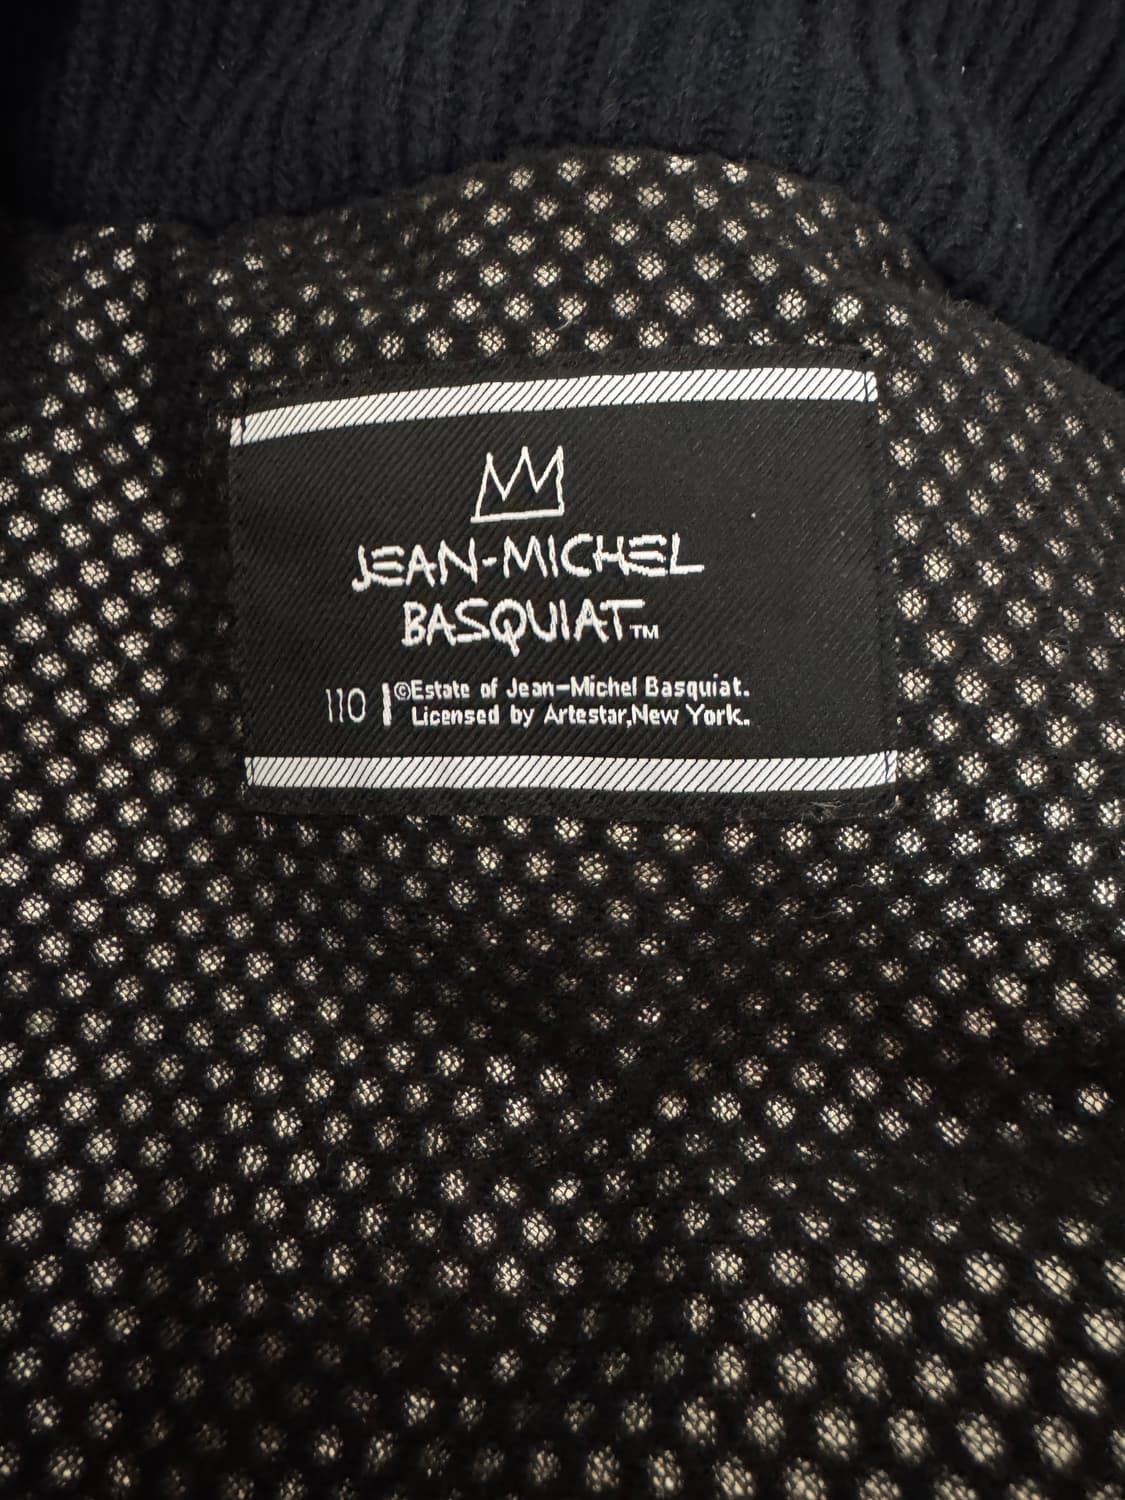 JEAN-MICHEL
BASQUIAT™
110 | ©Estate of Jean-Michel Basquiat.
Licensed by Artestar,New York.